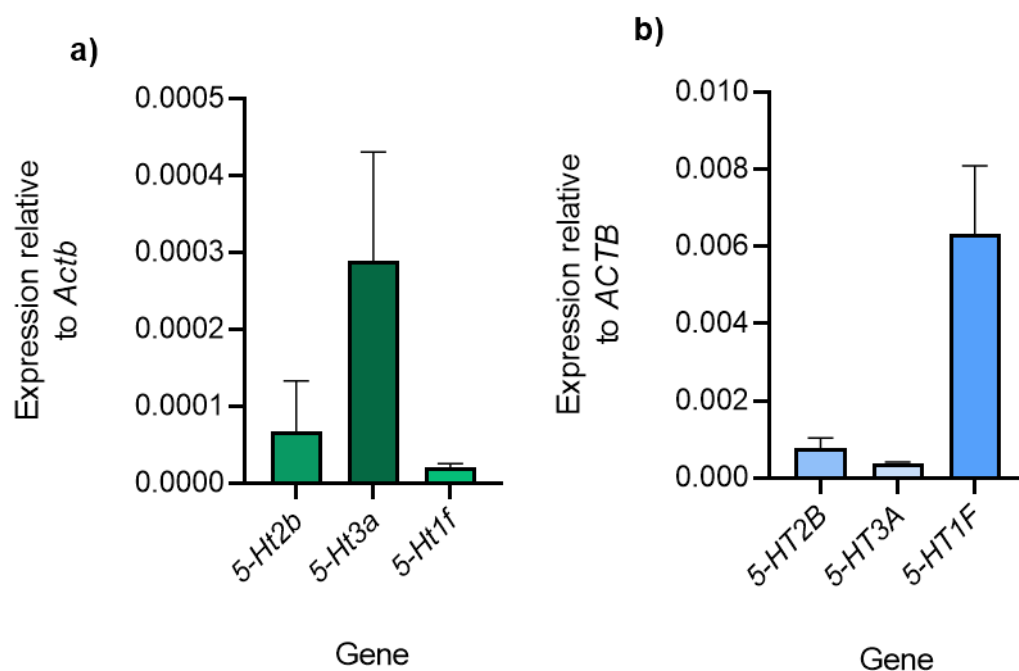 a)
Expression relative
to Actb
0.0005
0.0004
0.0003
0.0002
0.0001
0.0000
5-Ht2b
5-Ht3a
5-Ht1f
Gene
b)
Expression relative
to ACTB
0.010
0.008
0.006
0.004
0.002
0.000
5-HT2B
5-HT3A
5-HT1F
Gene